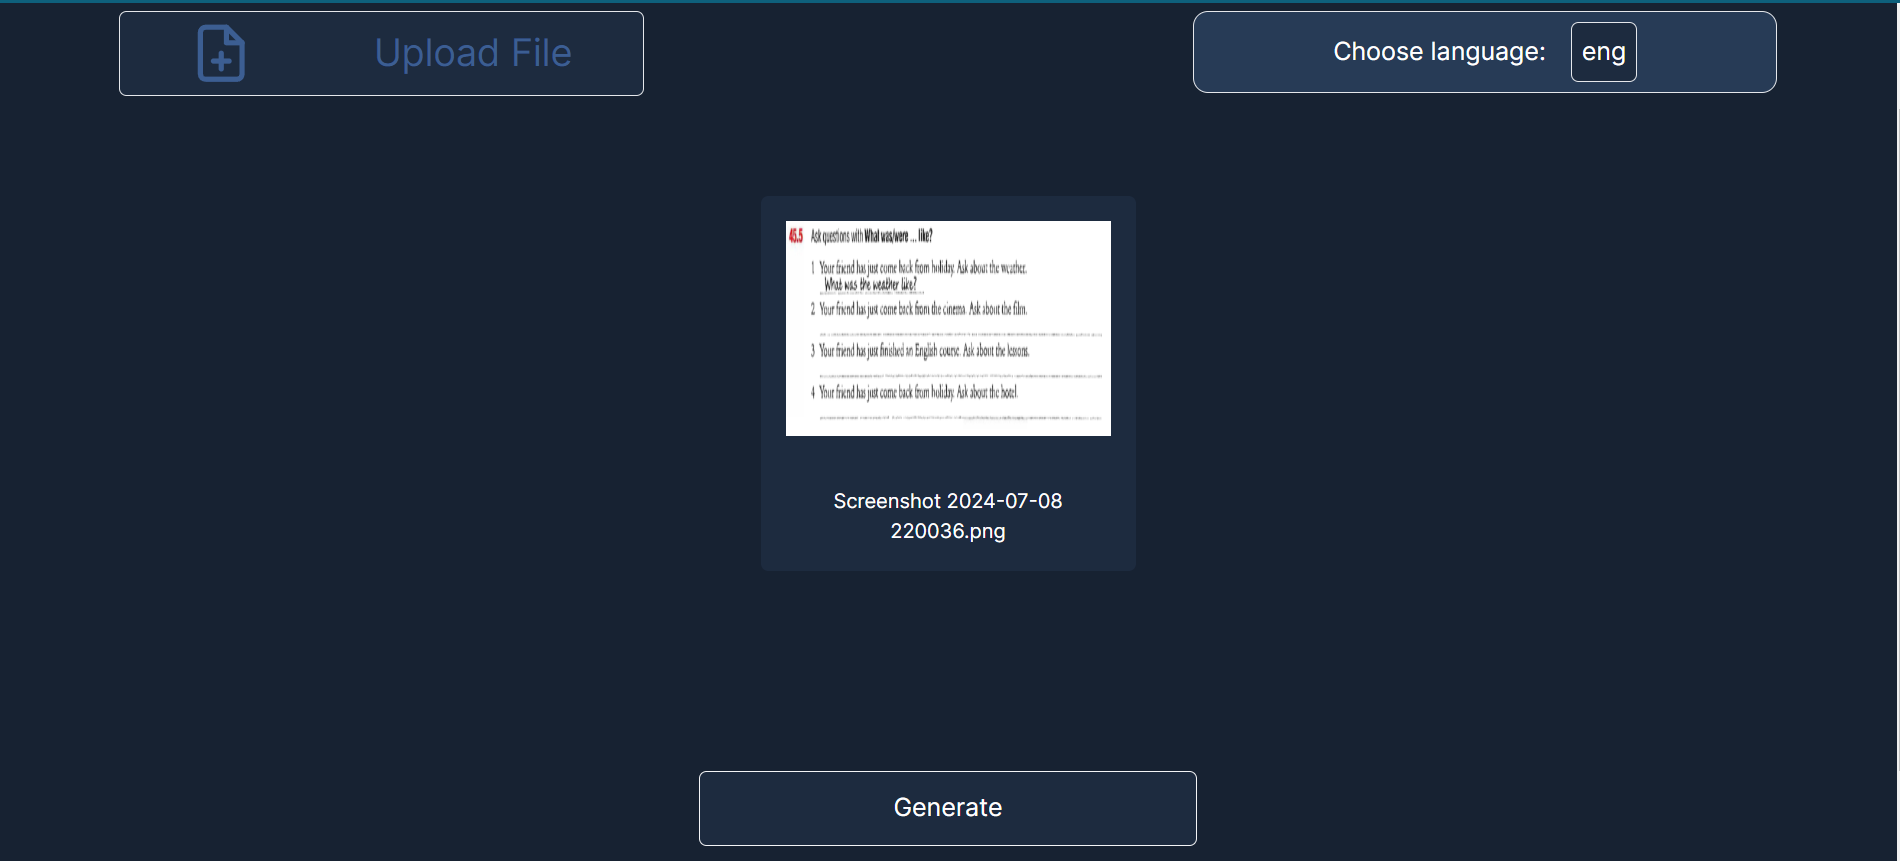 Upload File
Choose language: eng
45.5 Ask questions with What was/were ... like?
1 Your friend has just come back from holiday. Ask about the weather.
What was the weather like?
2 Your friend has just come back from the cinema. Ask about the film.
3 Your friend has just finished an English course. Ask about the lessons.
4 Your friend has just come back from holiday. Ask about the hotel.
Screenshot 2024-07-08
220036.png
Generate